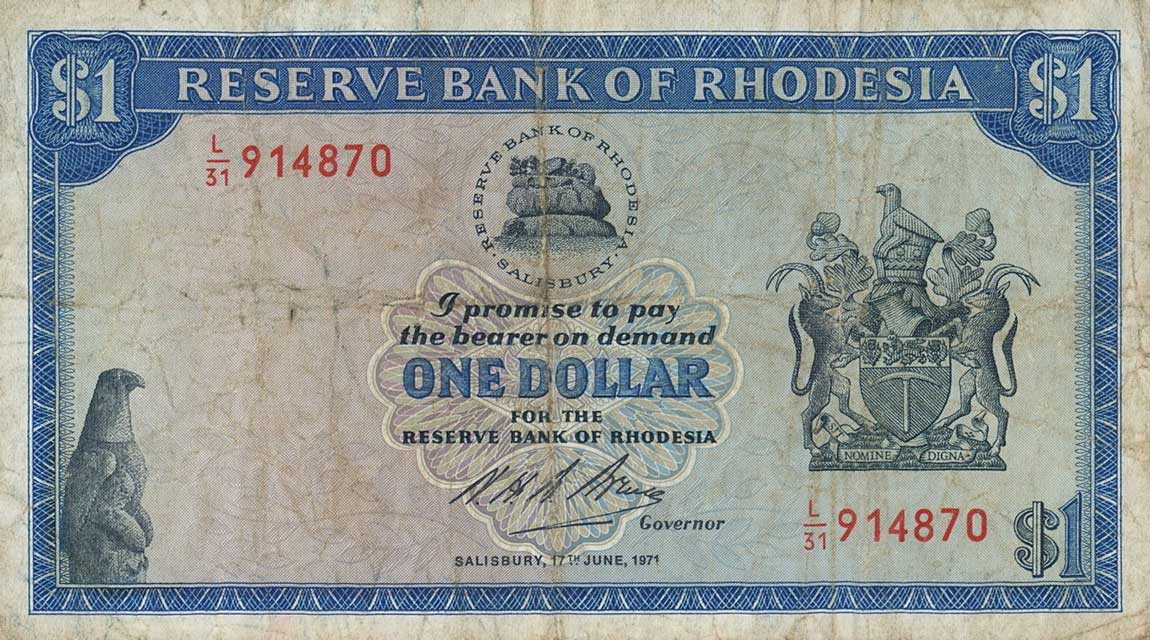 $1 RESERVE BANK OF RHODESIA $1
L/31 914870
RESERVE BANK OF RHODESIA
· SALISBURY ·
I promise to pay
the bearer on demand
ONE DOLLAR
FOR THE
RESERVE BANK OF RHODESIA
SIT NOMINE DIGNA
N. H. B. Bruce
Governor
L/31 914870
$1
SALISBURY, 17TH JUNE, 1971